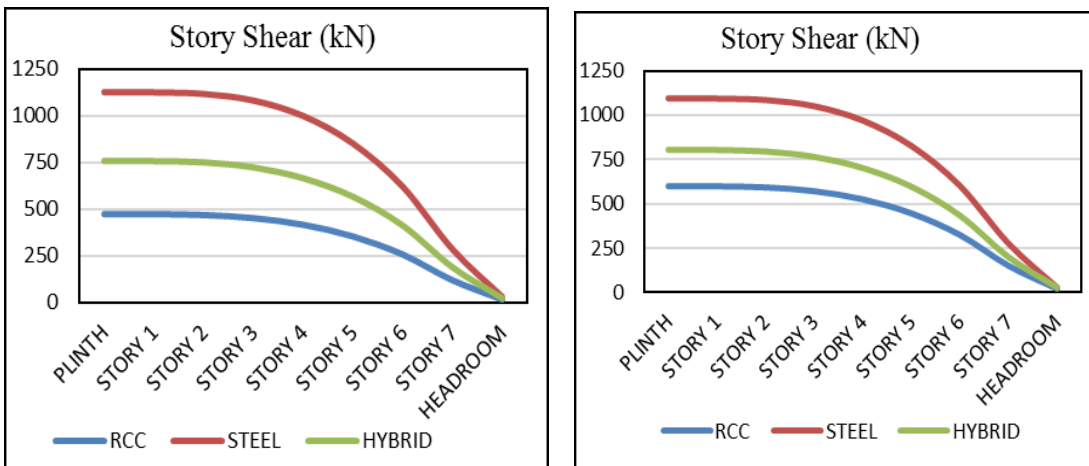 Story Shear (kN)
1250
1000
750
500
250
0
PLINTH
STORY 1
STORY 2
STORY 3
STORY 4
STORY 5
STORY 6
STORY 7
HEADROOM
RCC STEEL HYBRID
Story Shear (kN)
1250
1000
750
500
250
0
PLINTH
STORY 1
STORY 2
STORY 3
STORY 4
STORY 5
STORY 6
STORY 7
HEADROOM
RCC STEEL HYBRID